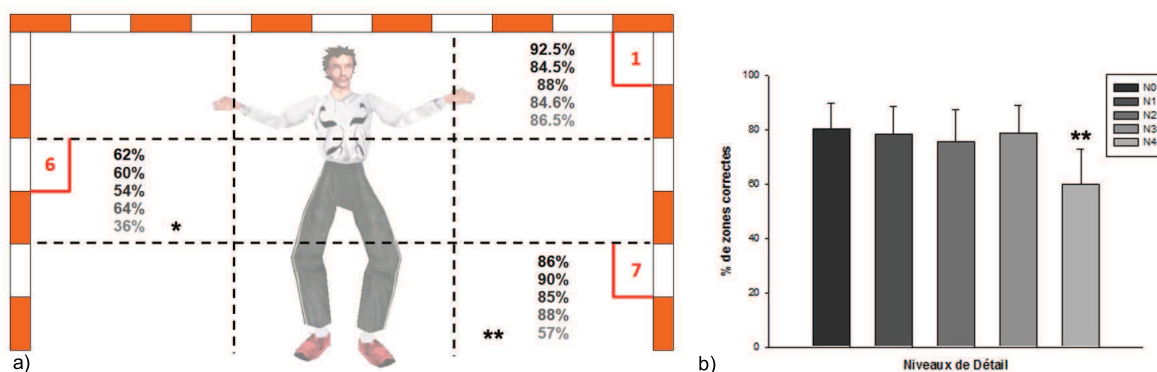 92.5%
84.5%
88%
84.6%
86.5%
1
6
62%
60%
54%
64%
36% *
86%
90%
85%
88%
** 57%
7
a)
% de zones correctes
100
80
60
40
20
0
**
N0
N1
N2
N3
N4
Niveaux de Détail
b)